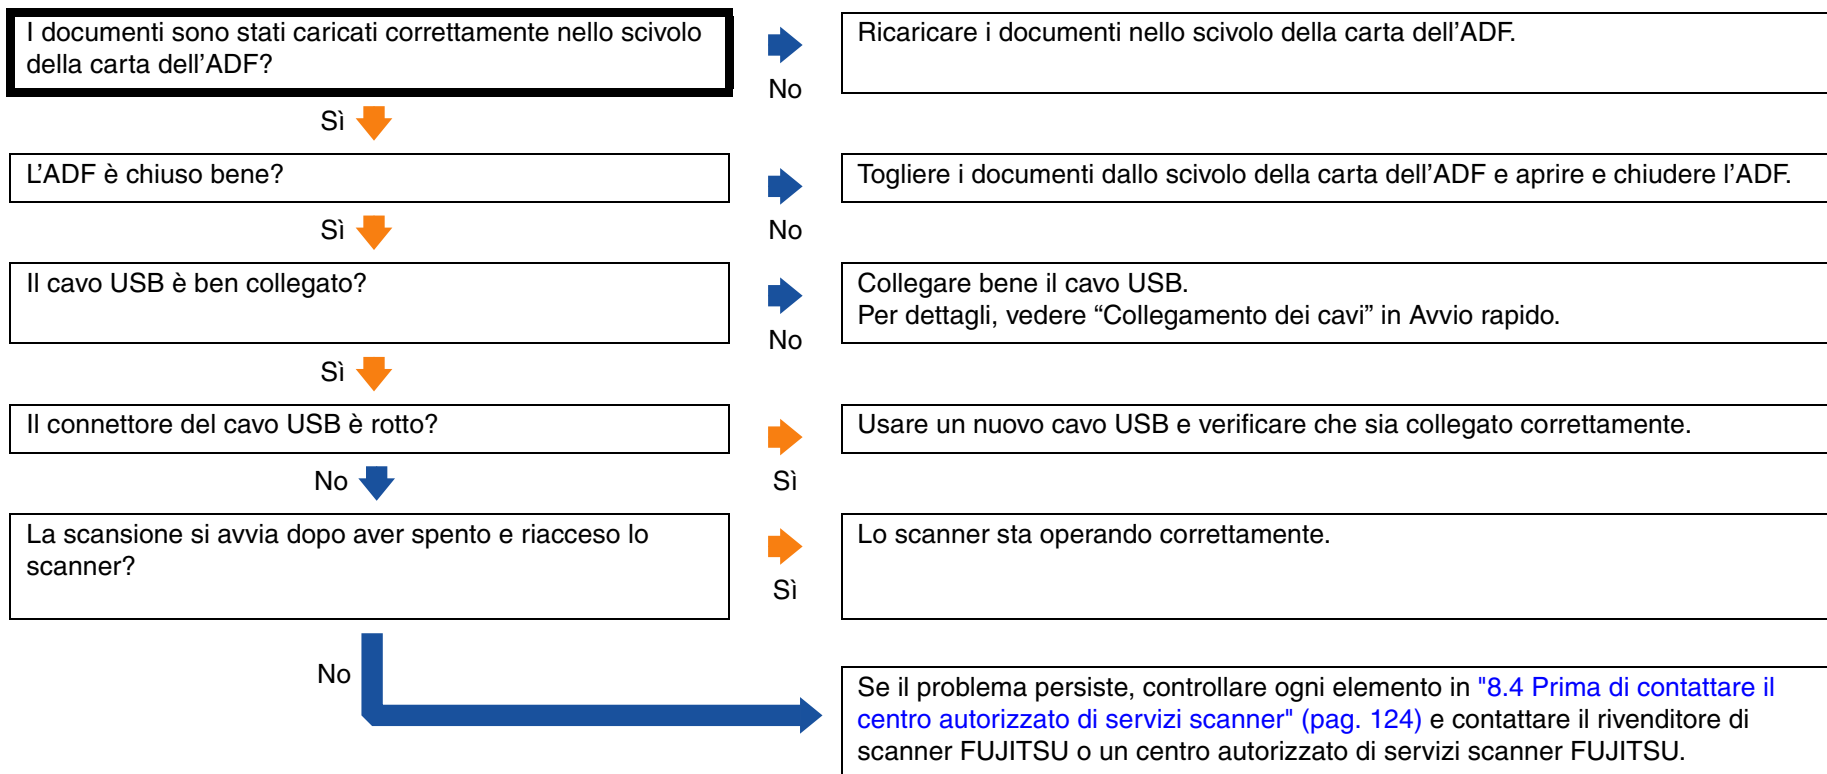 I documenti sono stati caricati correttamente nello scivolo
della carta dell'ADF?
No
Ricaricare i documenti nello scivolo della carta dell'ADF.
Sì
L'ADF è chiuso bene?
No
Togliere i documenti dallo scivolo della carta dell'ADF e aprire e chiudere l'ADF.
Sì
Il cavo USB è ben collegato?
No
Collegare bene il cavo USB.
Per dettagli, vedere “Collegamento dei cavi” in Avvio rapido.
Sì
Il connettore del cavo USB è rotto?
Sì
Usare un nuovo cavo USB e verificare che sia collegato correttamente.
No
La scansione si avvia dopo aver spento e riacceso lo
scanner?
Sì
Lo scanner sta operando correttamente.
No
Se il problema persiste, controllare ogni elemento in "8.4 Prima di contattare il
centro autorizzato di servizi scanner" (pag. 124) e contattare il rivenditore di
scanner FUJITSU o un centro autorizzato di servizi scanner FUJITSU.